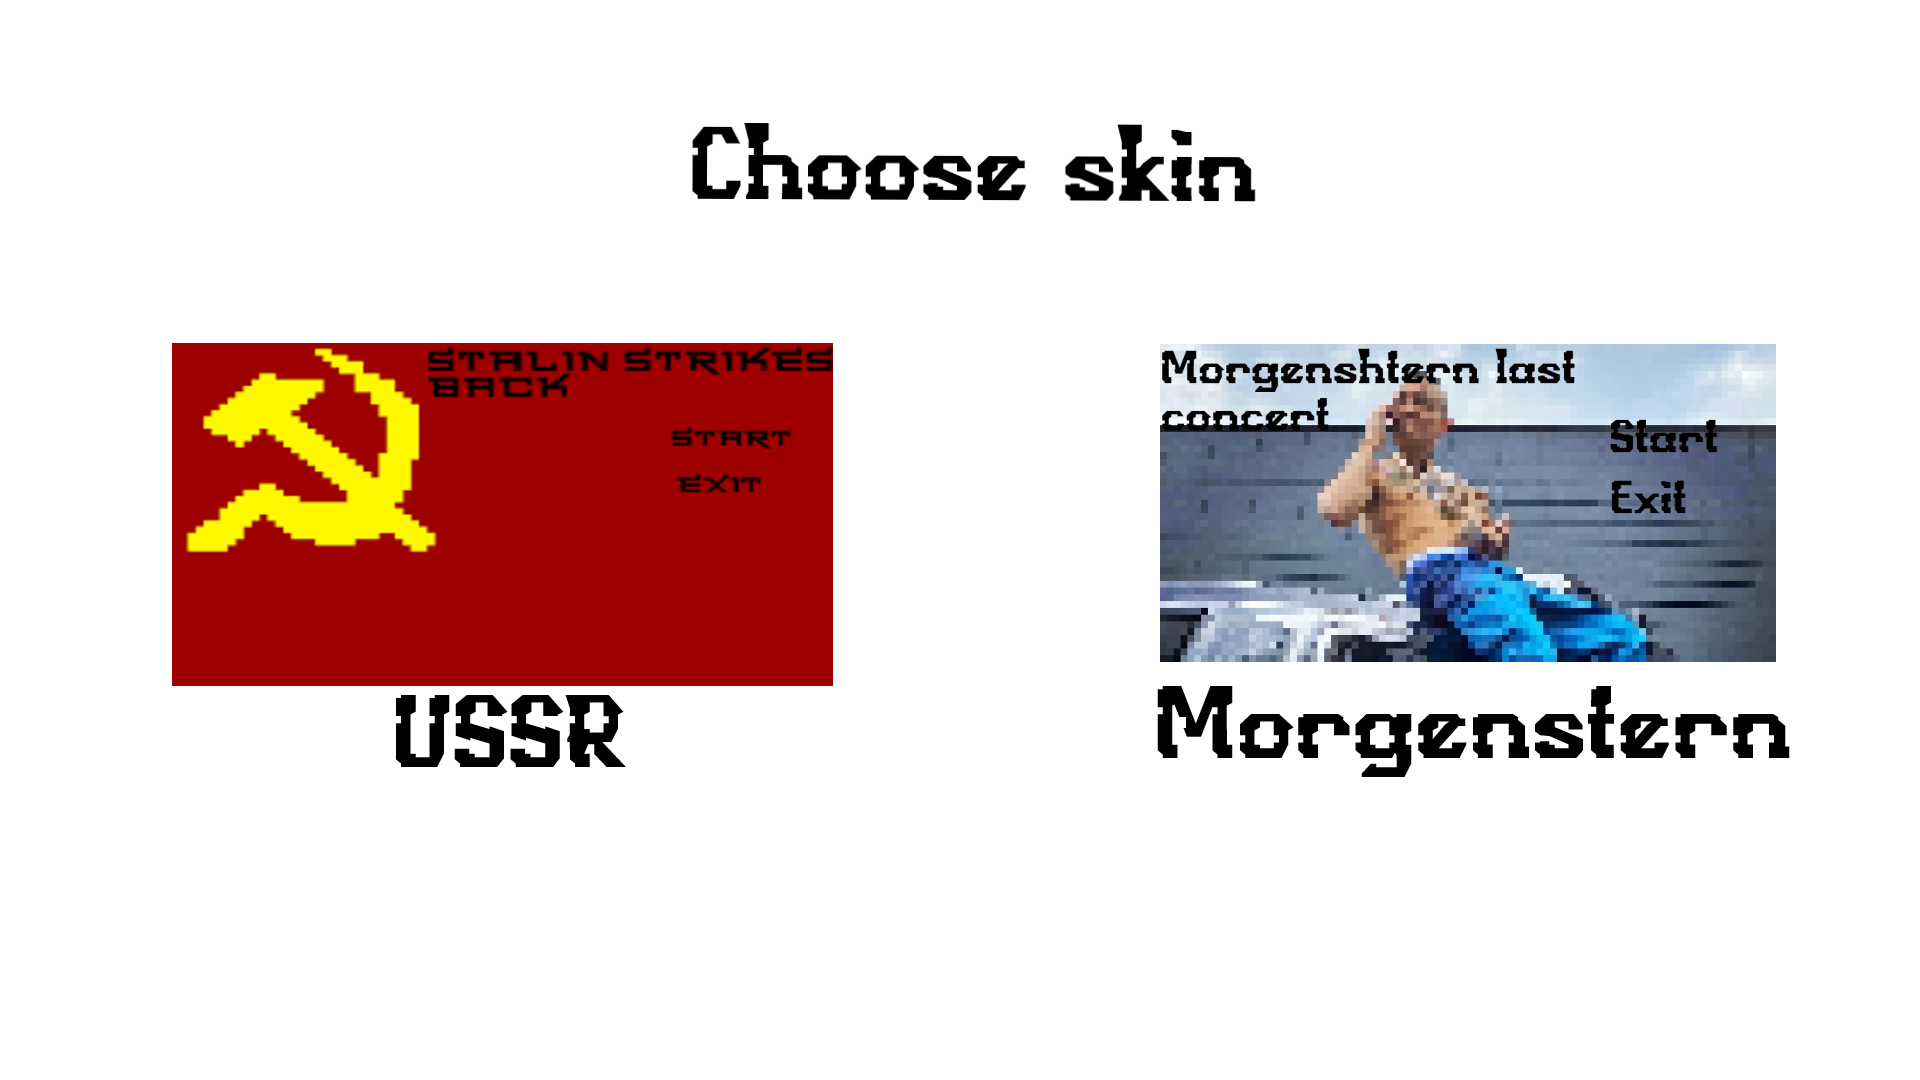 Choose skin
STALIN STRIKES
BACK
START
EXIT
USSR
Morgenshtern last
concert
Start
Exit
Morgenstern